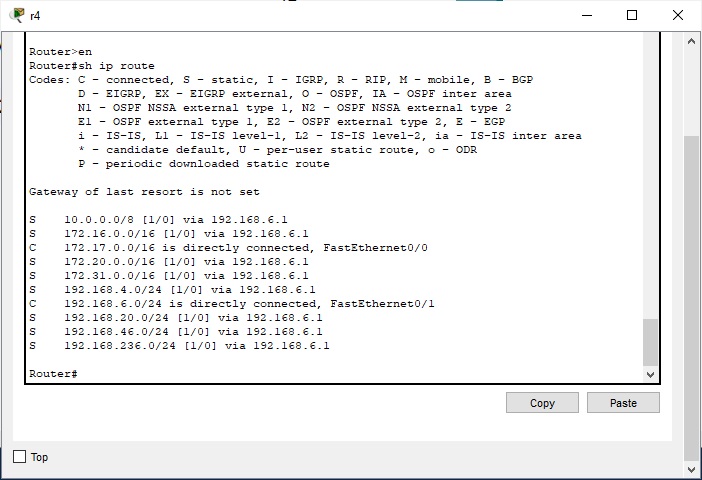 r4
Router>en
Router#sh ip route
Codes: C - connected, S - static, I - IGRP, R - RIP, M - mobile, B - BGP
D - EIGRP, EX - EIGRP external, O - OSPF, IA - OSPF inter area
N1 - OSPF NSSA external type 1, N2 - OSPF NSSA external type 2
E1 - OSPF external type 1, E2 - OSPF external type 2, E - EGP
i - IS-IS, L1 - IS-IS level-1, L2 - IS-IS level-2, ia - IS-IS inter area
* - candidate default, U - per-user static route, o - ODR
P - periodic downloaded static route
Gateway of last resort is not set
S 10.0.0.0/8 [1/0] via 192.168.6.1
S 172.16.0.0/16 [1/0] via 192.168.6.1
C 172.17.0.0/16 is directly connected, FastEthernet0/0
S 172.20.0.0/16 [1/0] via 192.168.6.1
S 172.31.0.0/16 [1/0] via 192.168.6.1
S 192.168.4.0/24 [1/0] via 192.168.6.1
C 192.168.6.0/24 is directly connected, FastEthernet0/1
S 192.168.20.0/24 [1/0] via 192.168.6.1
S 192.168.46.0/24 [1/0] via 192.168.6.1
S 192.168.236.0/24 [1/0] via 192.168.6.1
Router#
Copy Paste
Top